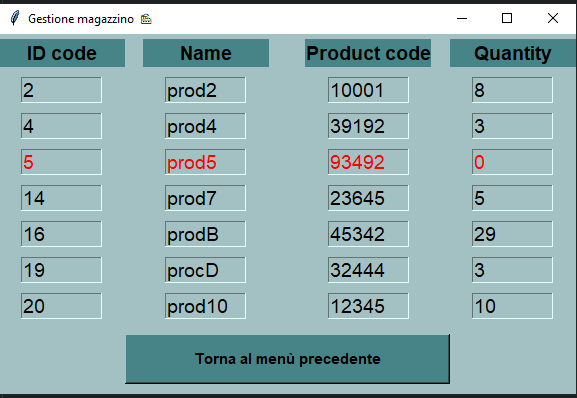 Gestione magazzino
ID code Name Product code Quantity
2 prod2 10001 8
4 prod4 39192 3
5 prod5 93492 0
14 prod7 23645 5
16 prodB 45342 29
19 procD 32444 3
20 prod10 12345 10
Torna al menù precedente